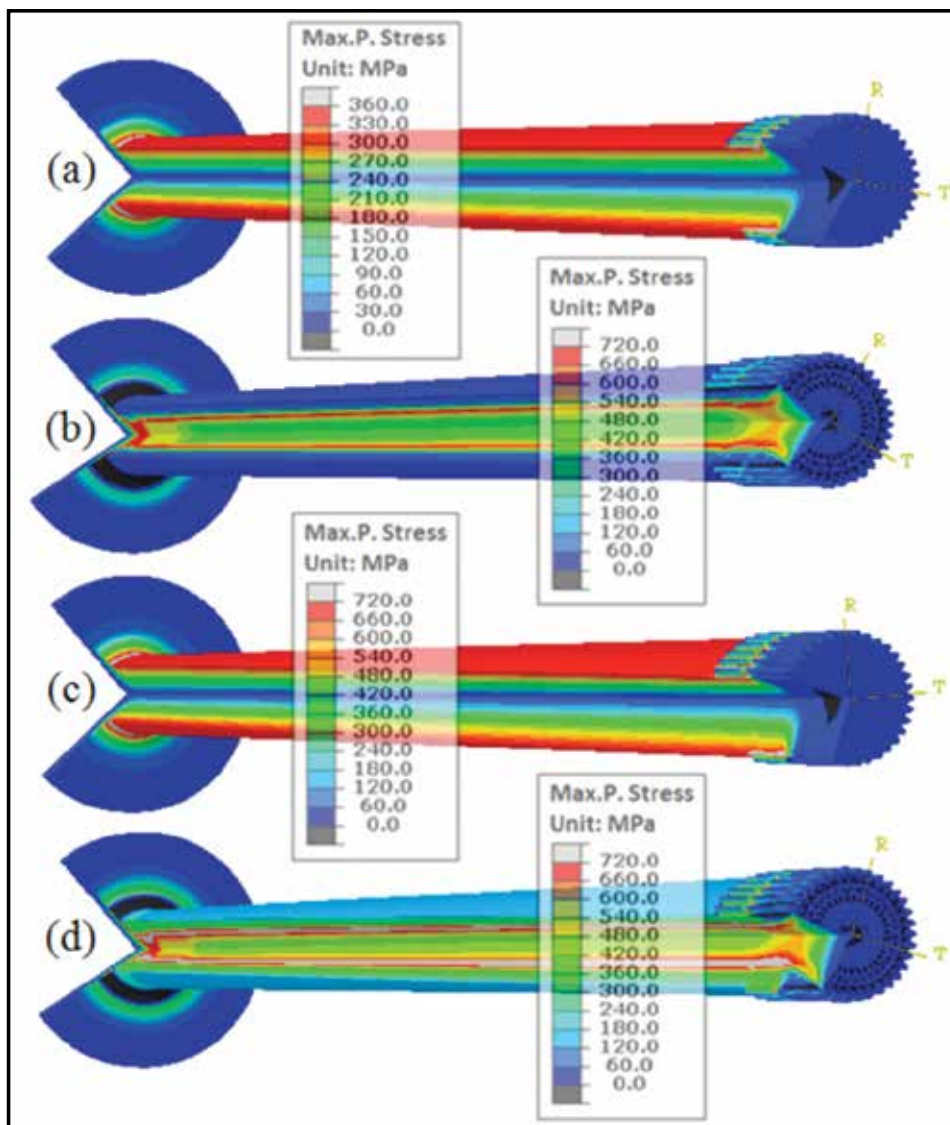 Max.P. Stress
Unit: MPa
360.0
330.0
300.0
270.0
240.0
210.0
180.0
150.0
120.0
90.0
60.0
30.0
0.0
(a)
R
T
Max.P. Stress
Unit: MPa
720.0
660.0
600.0
540.0
480.0
420.0
360.0
300.0
240.0
180.0
120.0
60.0
0.0
(b)
R
T
Max.P. Stress
Unit: MPa
720.0
660.0
600.0
540.0
480.0
420.0
360.0
300.0
240.0
180.0
120.0
60.0
0.0
(c)
R
T
Max.P. Stress
Unit: MPa
720.0
660.0
600.0
540.0
480.0
420.0
360.0
300.0
240.0
180.0
120.0
60.0
0.0
(d)
R
T